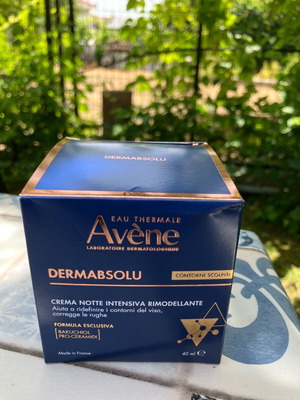 DERMABSOLU
EAU THERMALE
Avène
LABORATOIRE DERMATOLOGIQUE
DERMABSOLU
CONTORNI SCOLPITI
CREMA NOTTE INTENSIVA RIMODELLANTE
Aiuta a ridefinire i contorni del viso,
corregge le rughe
FORMULA ESCLUSIVA
BAKUCHIOL
PRO-CERAMIDI
Made in France
40 ml ℮